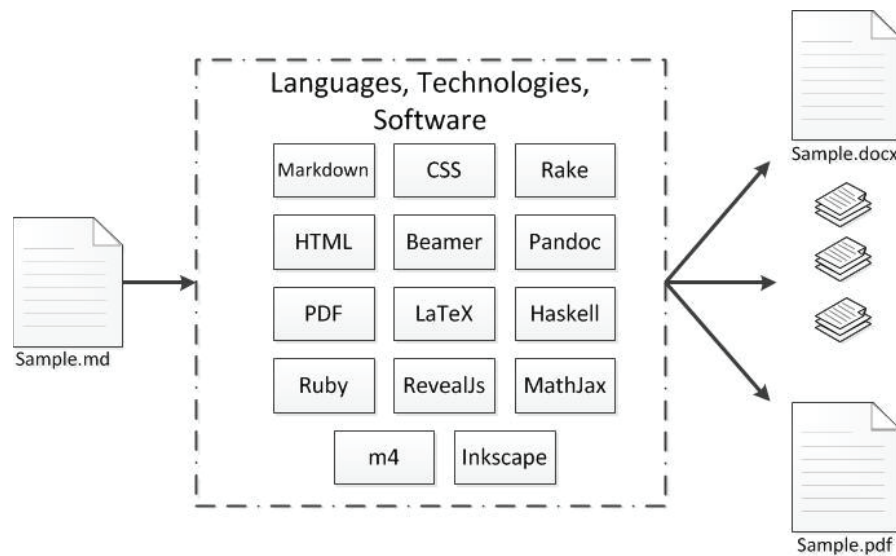 Languages, Technologies,
Software
Markdown
CSS
Rake
HTML
Beamer
Pandoc
PDF
LaTeX
Haskell
Ruby
RevealJs
MathJax
m4
Inkscape
Sample.md
Sample.docx
Sample.pdf